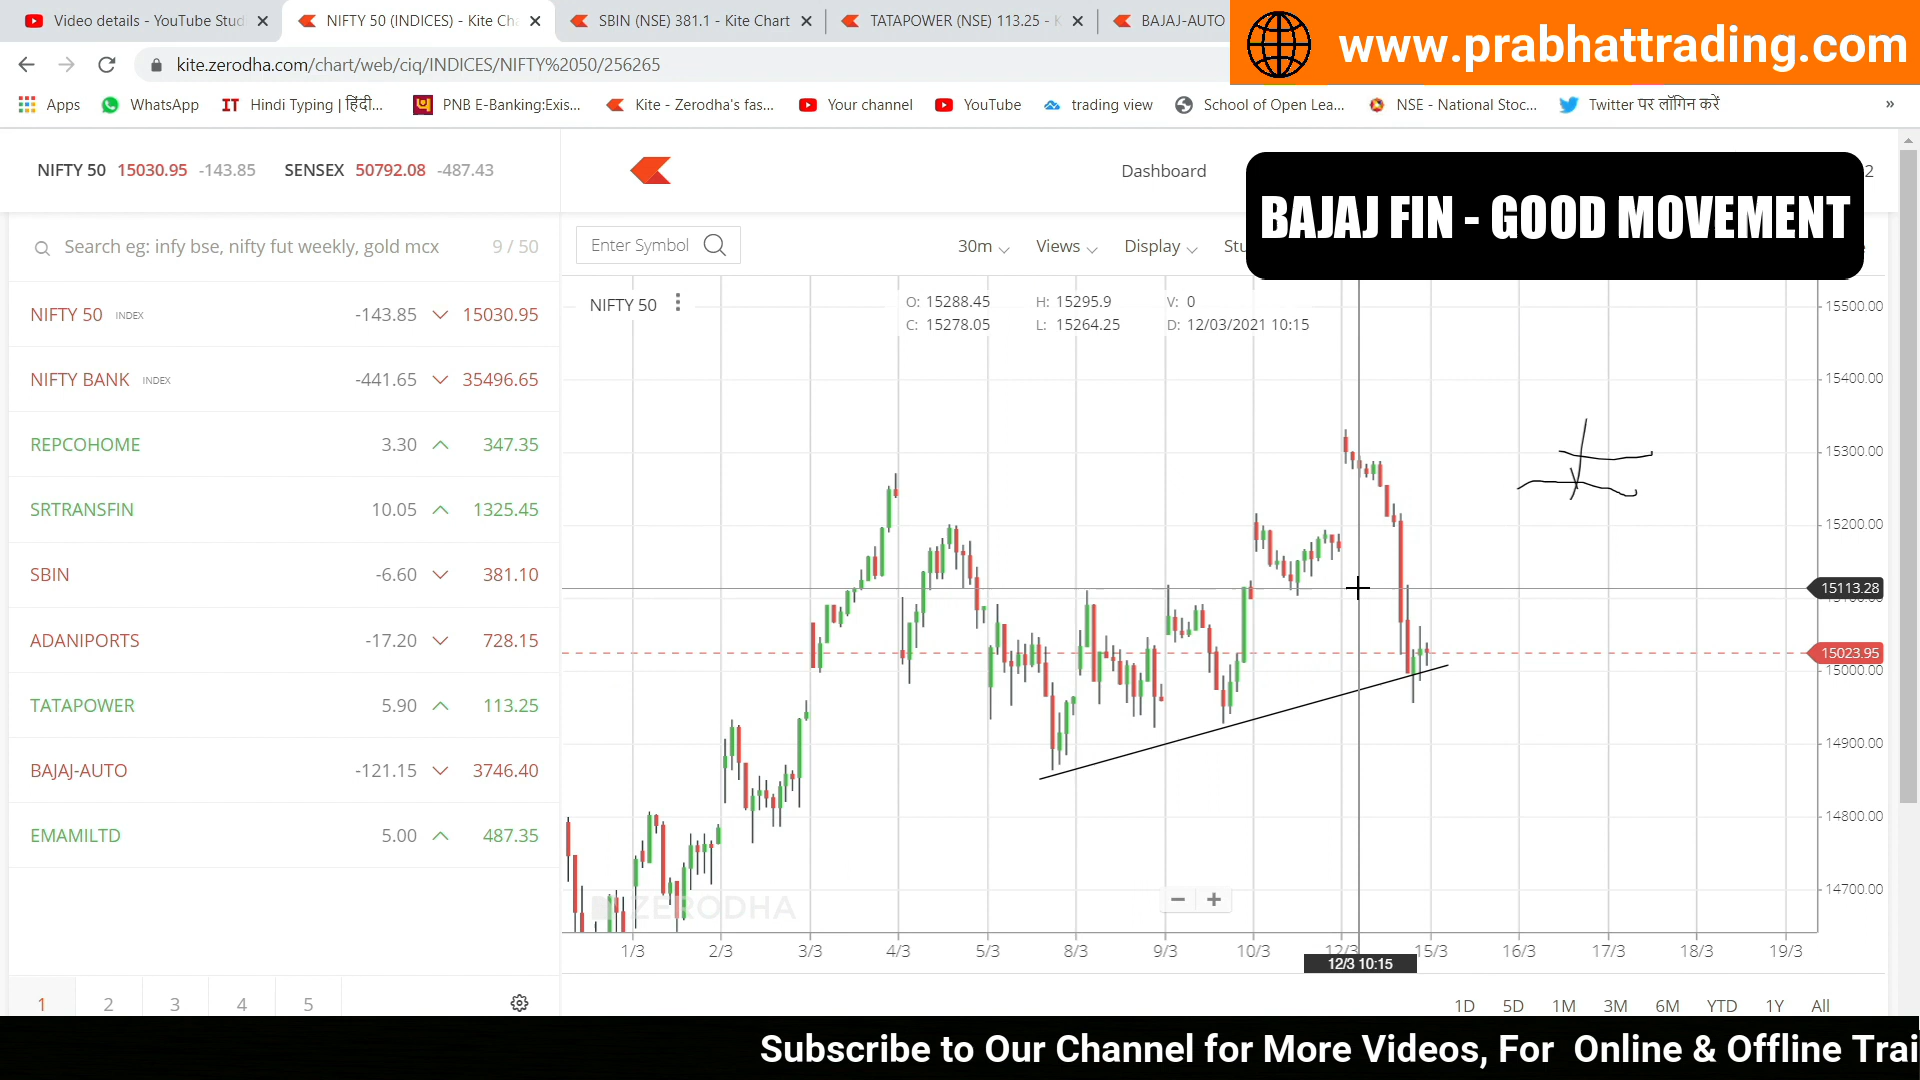 Video details - YouTube Stud
NIFTY 50 (INDICES) - Kite Cha
SBIN (NSE) 381.1 - Kite Chart
TATAPOWER (NSE) 113.25 - K
BAJAJ-AUTO
www.prabhattrading.com
kite.zerodha.com/chart/web/ciq/INDICES/NIFTY%2050/256265
Apps WhatsApp Hindi Typing | हिंदी... PNB E-Banking:Exis... Kite - Zerodha's fas... Your channel YouTube trading view School of Open Lea... NSE - National Stoc... Twitter पर लॉगिन करें »
NIFTY 50 15030.95 -143.85 SENSEX 50792.08 -487.43
Dashboard
2
BAJAJ FIN - GOOD MOVEMENT
Search eg: infy bse, nifty fut weekly, gold mcx 9 / 50
Enter Symbol 30m Views Display Stu
NIFTY 50 INDEX -143.85 15030.95
NIFTY BANK INDEX -441.65 35496.65
REPCOHOME 3.30 347.35
SRTRANSFIN 10.05 1325.45
SBIN -6.60 381.10
ADANIPORTS -17.20 728.15
TATAPOWER 5.90 113.25
BAJAJ-AUTO -121.15 3746.40
EMAMILTD 5.00 487.35
1 2 3 4 5
NIFTY 50
O: 15288.45 H: 15295.9 V: 0
C: 15278.05 L: 15264.25 D: 12/03/2021 10:15
15500.00
15400.00
15300.00
15200.00
15113.28
15023.95
15000.00
14900.00
14800.00
14700.00
ZERODHA
− +
1/3 2/3 3/3 4/3 5/3 8/3 9/3 10/3 12/3 15/3 16/3 17/3 18/3 19/3
12/3 10:15
1D 5D 1M 3M 6M YTD 1Y All
Subscribe to Our Channel for More Videos, For Online & Offline Trai